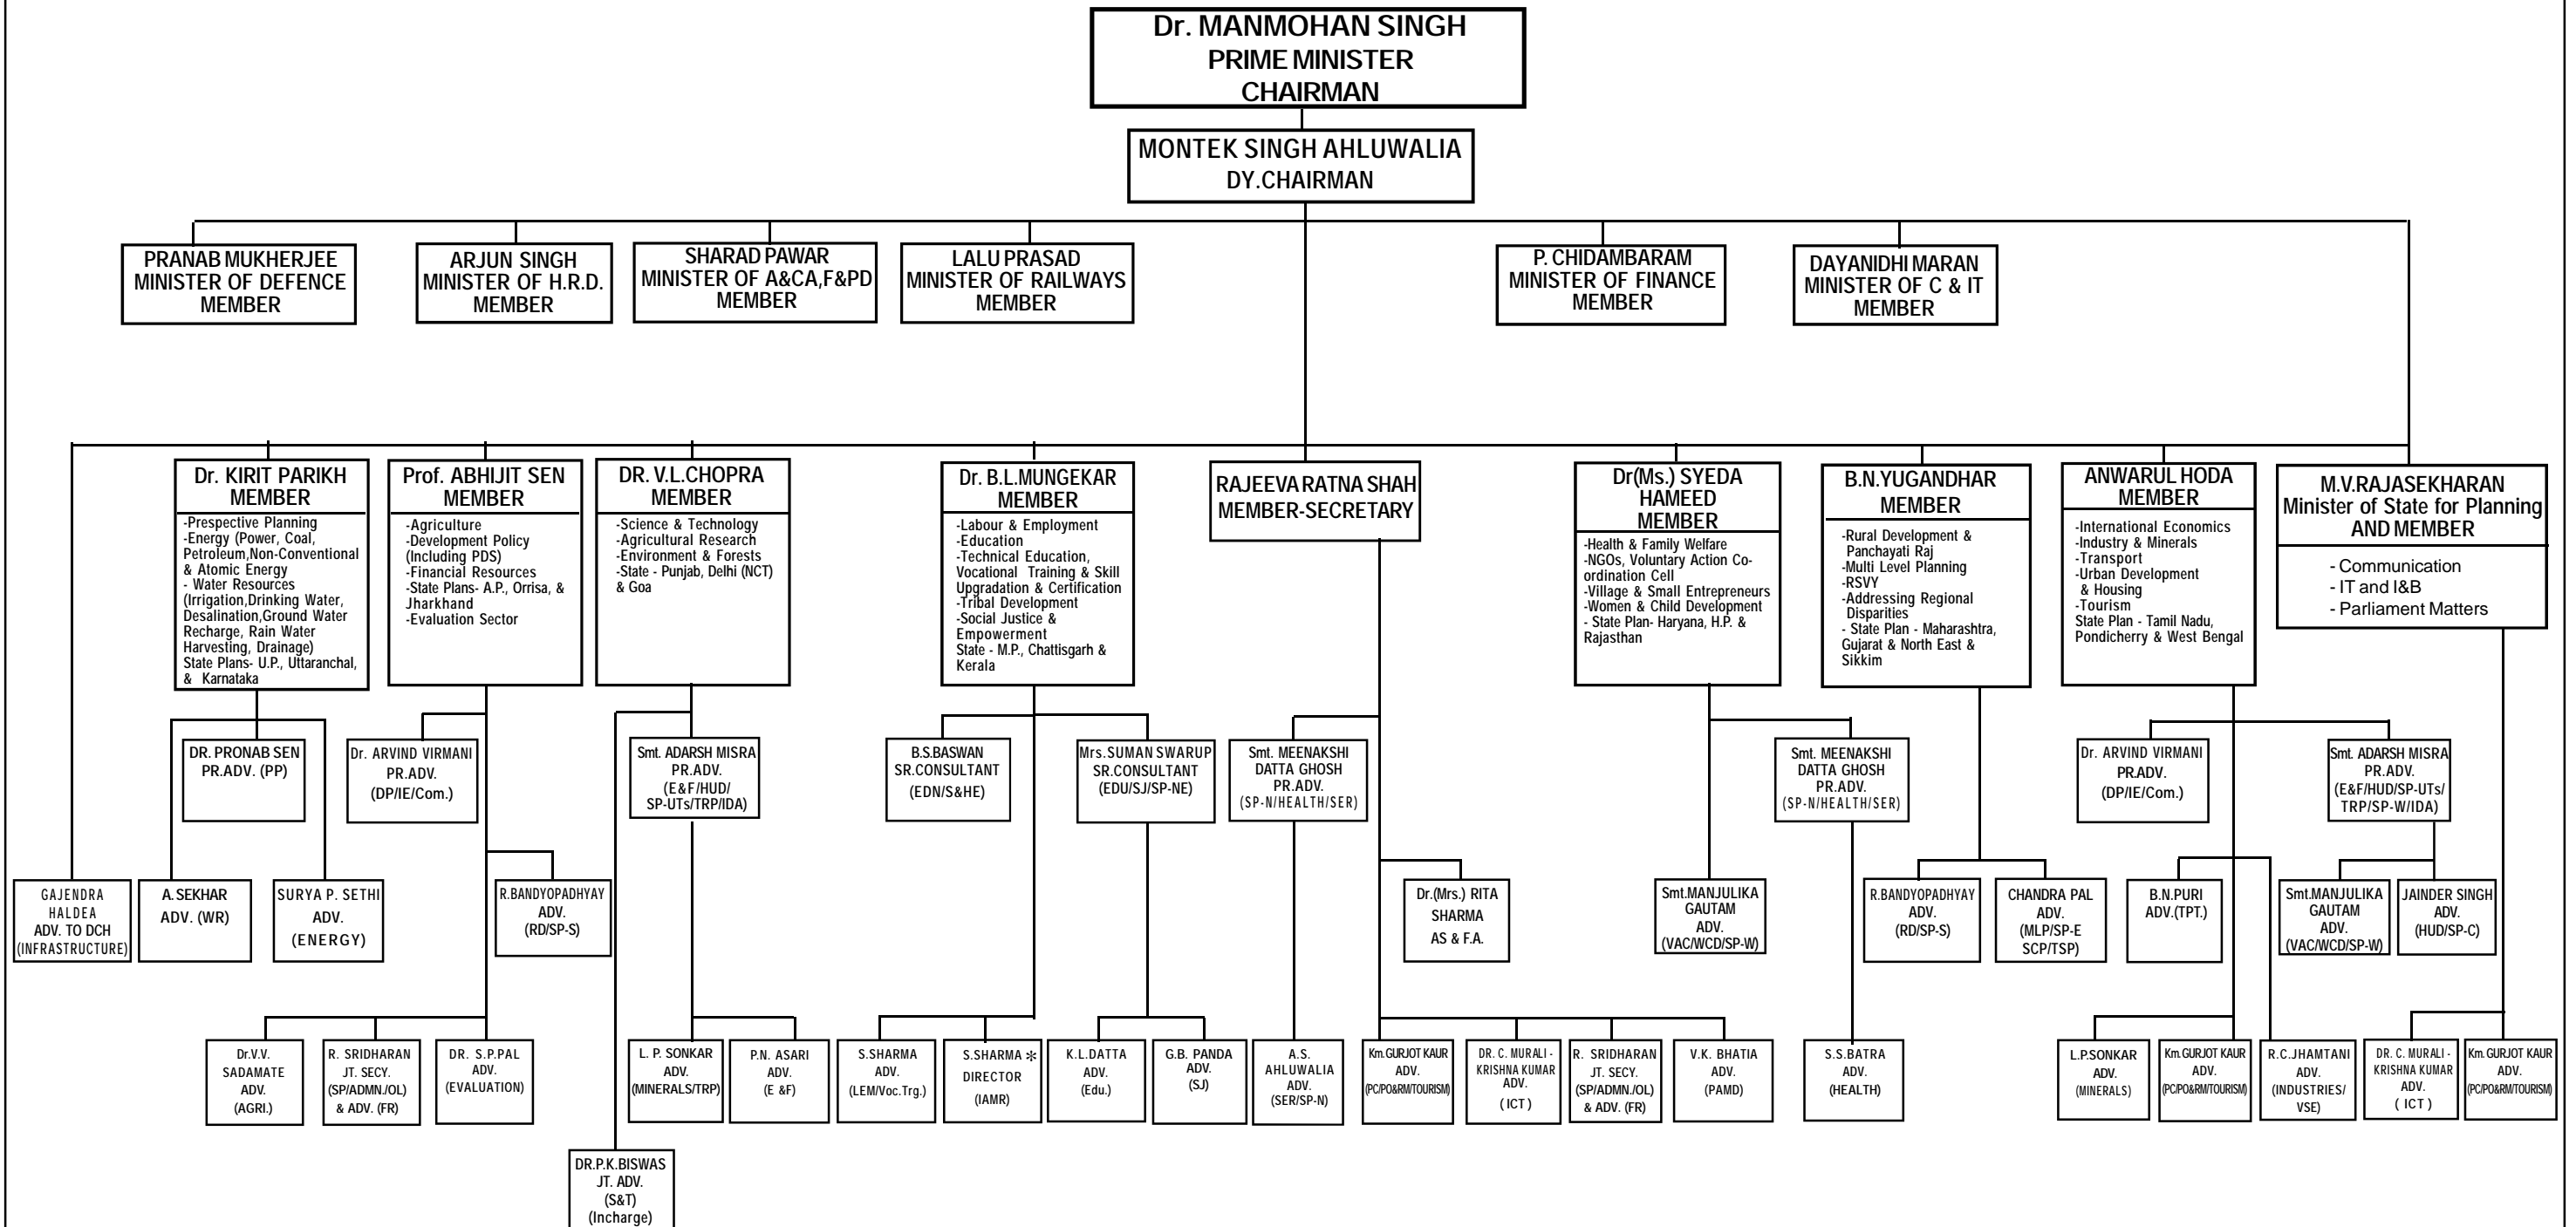 Dr. MANMOHAN SINGH
PRIME MINISTER
CHAIRMAN
MONTEK SINGH AHLUWALIA
DY.CHAIRMAN
PRANAB MUKHERJEE
MINISTER OF DEFENCE
MEMBER
ARJUN SINGH
MINISTER OF H.R.D.
MEMBER
SHARAD PAWAR
MINISTER OF A&CA,F&PD
MEMBER
LALU PRASAD
MINISTER OF RAILWAYS
MEMBER
P. CHIDAMBARAM
MINISTER OF FINANCE
MEMBER
DAYANIDHI MARAN
MINISTER OF C & IT
MEMBER
Dr. KIRIT PARIKH
MEMBER
-Prespective Planning
-Energy (Power, Coal,
Petroleum,Non-Conventional
& Atomic Energy
- Water Resources
(Irrigation,Drinking Water,
Desalination,Ground Water
Recharge, Rain Water
Harvesting, Drainage)
State Plans- U.P., Uttaranchal,
& Karnataka
Prof. ABHIJIT SEN
MEMBER
-Agriculture
-Development Policy
(Including PDS)
-Financial Resources
-State Plans- A.P., Orrisa, &
Jharkhand
-Evaluation Sector
DR. V.L.CHOPRA
MEMBER
-Science & Technology
-Agricultural Research
-Environment & Forests
-State - Punjab, Delhi (NCT)
& Goa
Dr. B.L.MUNGEKAR
MEMBER
-Labour & Employment
-Education
-Technical Education,
Vocational Training & Skill
Upgradation & Certification
-Tribal Development
-Social Justice &
Empowerment
State - M.P., Chattisgarh &
Kerala
RAJEEVA RATNA SHAH
MEMBER-SECRETARY
Dr(Ms.) SYEDA
HAMEED
MEMBER
-Health & Family Welfare
-NGOs, Voluntary Action Co-
ordination Cell
-Village & Small Entrepreneurs
-Women & Child Development
- State Plan- Haryana, H.P. &
Rajasthan
B.N.YUGANDHAR
MEMBER
-Rural Development &
Panchayati Raj
-Multi Level Planning
-RSVY
-Addressing Regional
Disparities
- State Plan - Maharashtra,
Gujarat & North East &
Sikkim
ANWARUL HODA
MEMBER
-International Economics
-Industry & Minerals
-Transport
-Urban Development
& Housing
-Tourism
State Plan - Tamil Nadu,
Pondicherry & West Bengal
M.V.RAJASEKHARAN
Minister of State for Planning
AND MEMBER
- Communication
- IT and I&B
- Parliament Matters
DR. PRONAB SEN
PR.ADV. (PP)
Dr. ARVIND VIRMANI
PR.ADV.
(DP/IE/Com.)
Smt. ADARSH MISRA
PR.ADV.
(E&F/HUD/
SP-UTs/TRP/IDA)
B.S.BASWAN
SR.CONSULTANT
(EDN/S&HE)
Mrs.SUMAN SWARUP
SR.CONSULTANT
(EDU/SJ/SP-NE)
Smt. MEENAKSHI
DATTA GHOSH
PR.ADV.
(SP-N/HEALTH/SER)
Smt. MEENAKSHI
DATTA GHOSH
PR.ADV.
(SP-N/HEALTH/SER)
Dr. ARVIND VIRMANI
PR.ADV.
(DP/IE/Com.)
Smt. ADARSH MISRA
PR.ADV.
(E&F/HUD/SP-UTs/
TRP/SP-W/IDA)
GAJENDRA
HALDEA
ADV. TO DCH
(INFRASTRUCTURE)
A. SEKHAR
ADV. (WR)
SURYA P. SETHI
ADV.
(ENERGY)
R.BANDYOPADHYAY
ADV.
(RD/SP-S)
Dr.(Mrs.) RITA
SHARMA
AS & F.A.
Smt.MANJULIKA
GAUTAM
ADV.
(VAC/WCD/SP-W)
R.BANDYOPADHYAY
ADV.
(RD/SP-S)
CHANDRA PAL
ADV.
(MLP/SP-E
SCP/TSP)
B.N.PURI
ADV.(TPT.)
Smt.MANJULIKA
GAUTAM
ADV.
(VAC/WCD/SP-W)
JAINDER SINGH
ADV.
(HUD/SP-C)
Dr.V.V.
SADAMATE
ADV.
(AGRI.)
R. SRIDHARAN
JT. SECY.
(SP/ADMN./OL)
& ADV. (FR)
DR. S.P.PAL
ADV.
(EVALUATION)
L. P. SONKAR
ADV.
(MINERALS/TRP)
P.N. ASARI
ADV.
(E &F)
S.SHARMA
ADV.
(LEM/Voc.Trg.)
S.SHARMA *
DIRECTOR
(IAMR)
K.L.DATTA
ADV.
(Edu.)
G.B. PANDA
ADV.
(SJ)
A.S.
AHLUWALIA
ADV.
(SER/SP-N)
Km. GURJOT KAUR
ADV.
(PC/PO&RM/TOURISM)
DR. C. MURALI -
KRISHNA KUMAR
ADV.
( ICT )
R. SRIDHARAN
JT. SECY.
(SP/ADMN./OL)
& ADV. (FR)
V.K. BHATIA
ADV.
(PAMD)
S.S.BATRA
ADV.
(HEALTH)
L.P.SONKAR
ADV.
(MINERALS)
Km. GURJOT KAUR
ADV.
(PC/PO&RM/TOURISM)
R.C.JHAMTANI
ADV.
(INDUSTRIES/
VSE)
DR. C. MURALI -
KRISHNA KUMAR
ADV.
( ICT )
Km. GURJOT KAUR
ADV.
(PC/PO&RM/TOURISM)
DR.P.K.BISWAS
JT. ADV.
(S&T)
(Incharge)